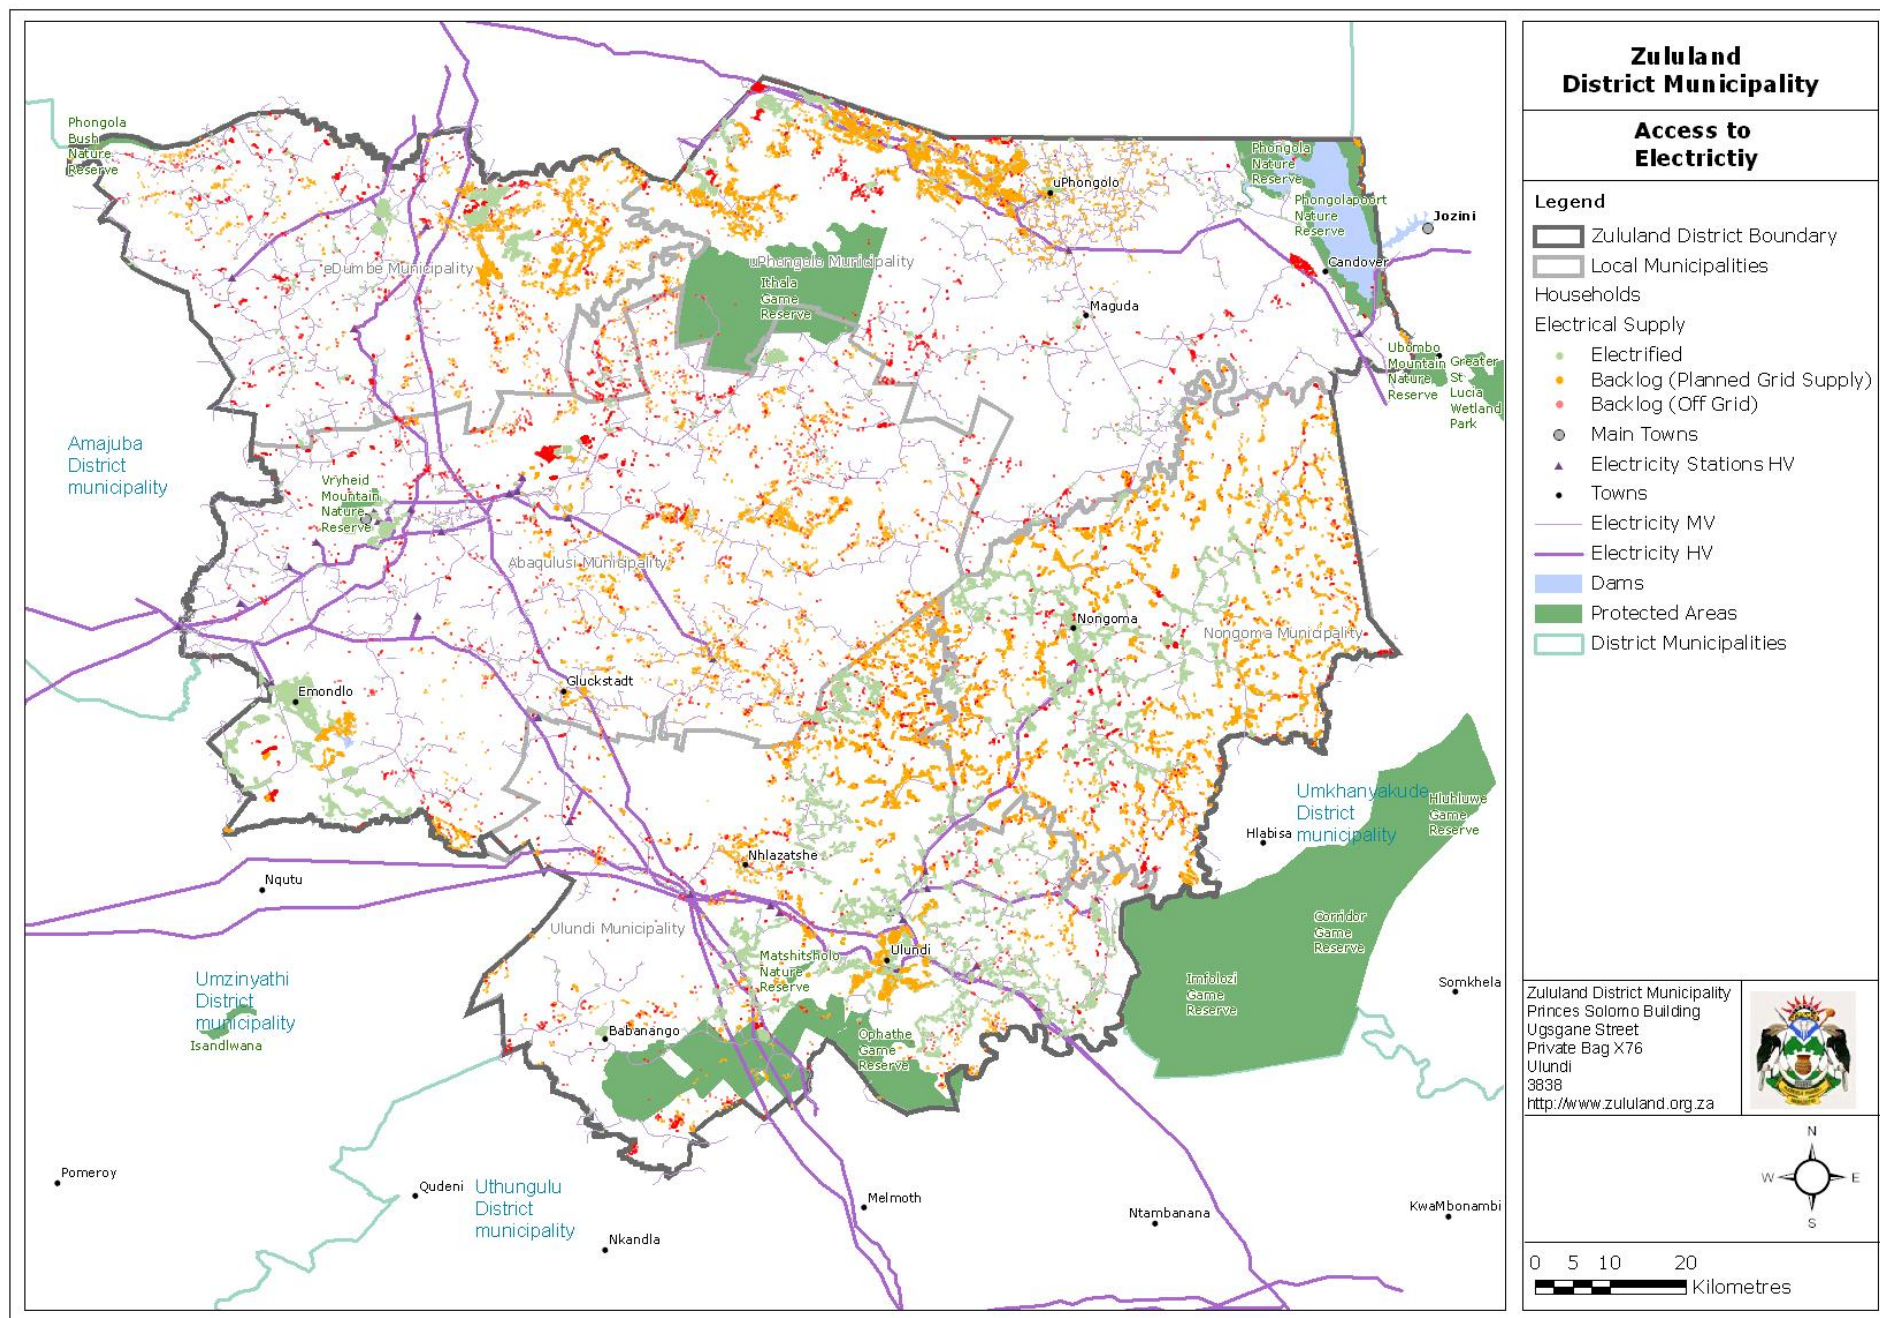 Zululand
District Municipality
Access to
Electrictiy
Legend
Zululand District Boundary
Local Municipalities
Households
Electrical Supply
Electrified
Backlog (Planned Grid Supply)
Backlog (Off Grid)
Main Towns
Electricity Stations HV
Towns
Electricity MV
Electricity HV
Dams
Protected Areas
District Municipalities
Zululand District Municipality
Princes Solomo Building
Ugsgane Street
Private Bag X76
Ulundi
3838
http://www.zululand.org.za
N
W
E
S
0 5 10 20
Kilometres
Phongola
Bush
Nature
Reserve
eDumbe Municipality
uPhongolo Municipality
Ithala
Game
Reserve
uPhongolo
Phongola
Nature
Reserve
Phongolapoort
Nature
Reserve
Jozini
Candover
Maguda
Ubombo
Mountain
Nature
Reserve
Greater
St
Lucia
Wetland
Park
Amajuba
District
municipality
Vryheid
Mountain
Nature
Reserve
Abaqulusi Municipality
Nongoma
Nongoma Municipality
Emondlo
Gluckstadt
Umkhanyakude
District
municipality
Hluhluwe
Game
Reserve
Hlabisa
Nhlazatshe
Nqutu
Ulundi Municipality
Matshitsholo
Nature
Reserve
Ulundi
Corridor
Game
Reserve
Imfolozi
Game
Reserve
Somkhela
Umzinyathi
District
municipality
Isandlwana
Babanango
Ophathe
Game
Reserve
Pomeroy
Qudeni
Uthungulu
District
municipality
Melmoth
Nkandla
Ntambanana
KwaMbonambi